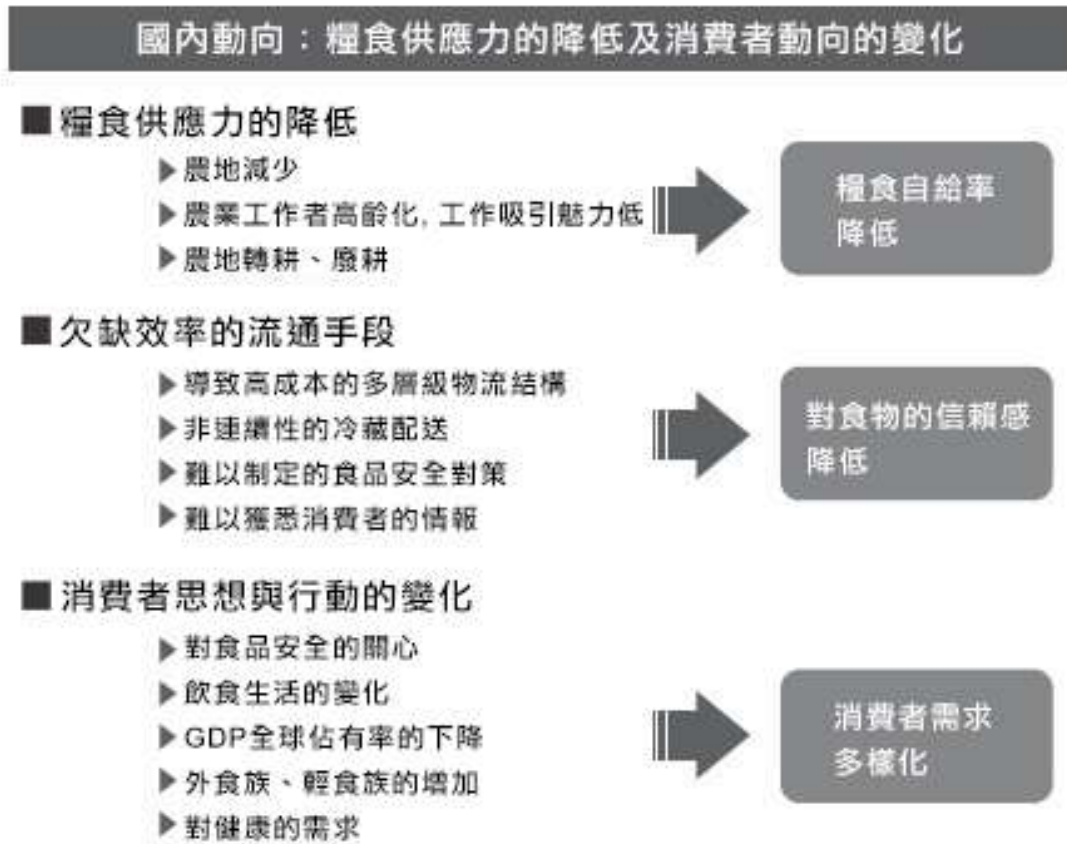 國內動向：糧食供應力的降低及消費者動向的變化
■糧食供應力的降低
▶農地減少
▶農業工作者高齡化, 工作吸引魅力低
▶農地轉耕、廢耕
糧食自給率
降低
■欠缺效率的流通手段
▶導致高成本的多層級物流結構
▶非連續性的冷藏配送
▶難以制定的食品安全對策
▶難以獲悉消費者的情報
對食物的信賴感
降低
■消費者思想與行動的變化
▶對食品安全的關心
▶飲食生活的變化
▶GDP全球佔有率的下降
▶外食族、輕食族的增加
▶對健康的需求
消費者需求
多樣化